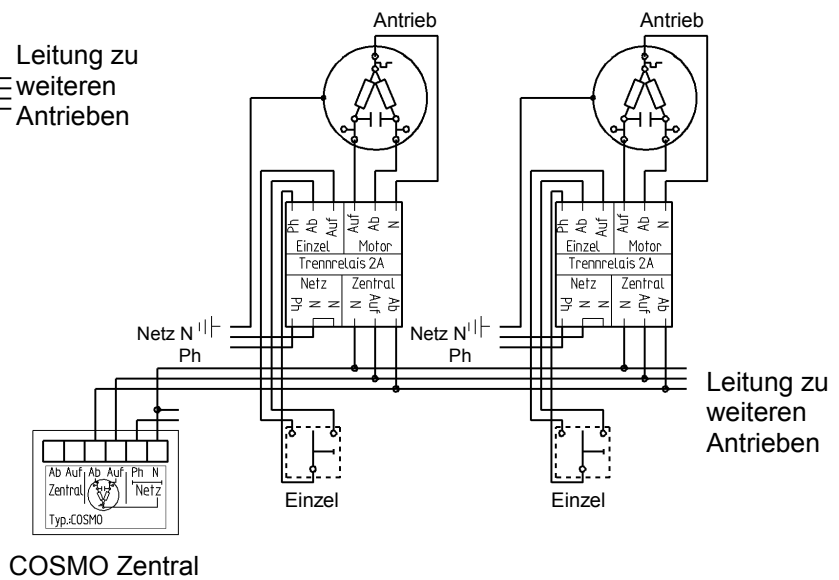 Antrieb
Antrieb
Leitung zu
weiteren
Antrieben
Ph Ab Auf Auf Ab N
Einzel Motor
Trennrelais 2A
Netz Zentral
Ph N N N Auf Ab
Ph Ab Auf Auf Ab N
Einzel Motor
Trennrelais 2A
Netz Zentral
Ph N N N Auf Ab
Netz N
Ph
Netz N
Ph
Leitung zu
weiteren
Antrieben
Ab Auf Ab Auf Ph N
Zentral Netz
Typ.:COSMO
Einzel
Einzel
COSMO Zentral